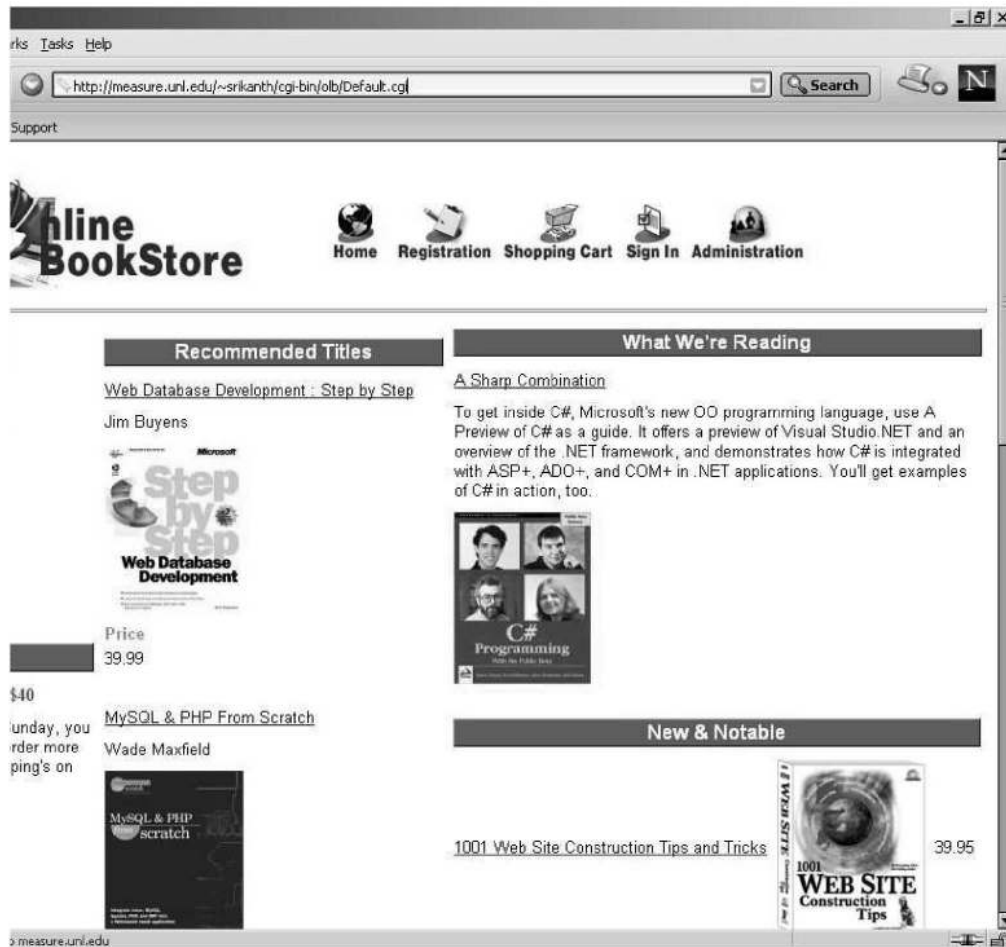 rks Tasks Help
http://measure.unl.edu/~srikanth/cgi-bin/olb/Default.cgi
Search
N
Support
nline
BookStore
Home Registration Shopping Cart Sign In Administration
Recommended Titles
Web Database Development : Step by Step
Jim Buyens
Microsoft
Step
by
Step
Web Database
Development
Price
39.99
$40
unday, you
rder more
ping's on
MySQL & PHP From Scratch
Wade Maxfield
MySQL & PHP
from scratch
What We're Reading
A Sharp Combination
To get inside C#, Microsoft's new OO programming language, use A
Preview of C# as a guide. It offers a preview of Visual Studio.NET and an
overview of the .NET framework, and demonstrates how C# is integrated
with ASP+, ADO+, and COM+ in .NET applications. You'll get examples
of C# in action, too.
C#
Programming
With the Public Beta
New & Notable
1001 Web Site Construction Tips and Tricks
1001
WEB SITE
Construction
Tips
39.95
measure.unl.edu